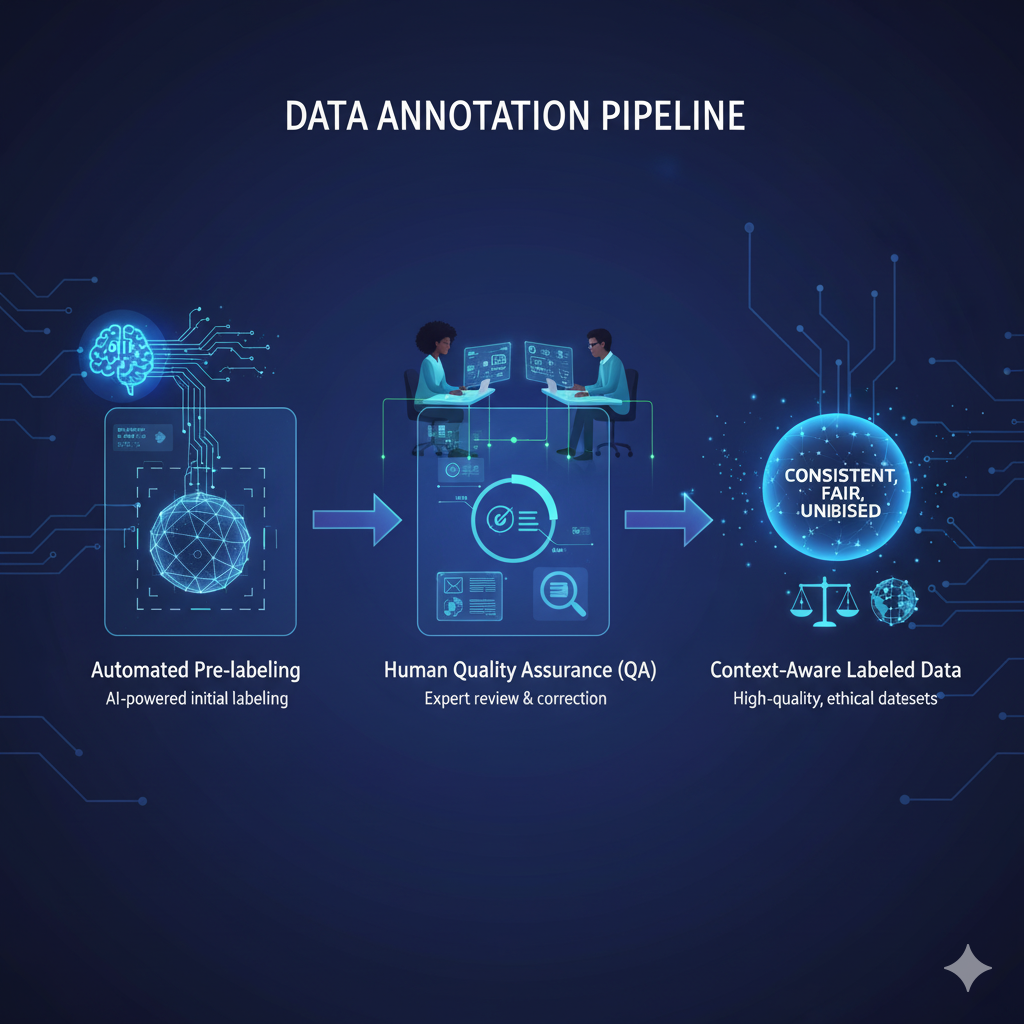 DATA ANNOTATION PIPELINE
CONSISTENT,
FAIR,
UNIBISED
Automated Pre-labeling
AI-powered initial labeling
Human Quality Assurance (QA)
Expert review & correction
Context-Aware Labeled Data
High-quality, ethical datesets